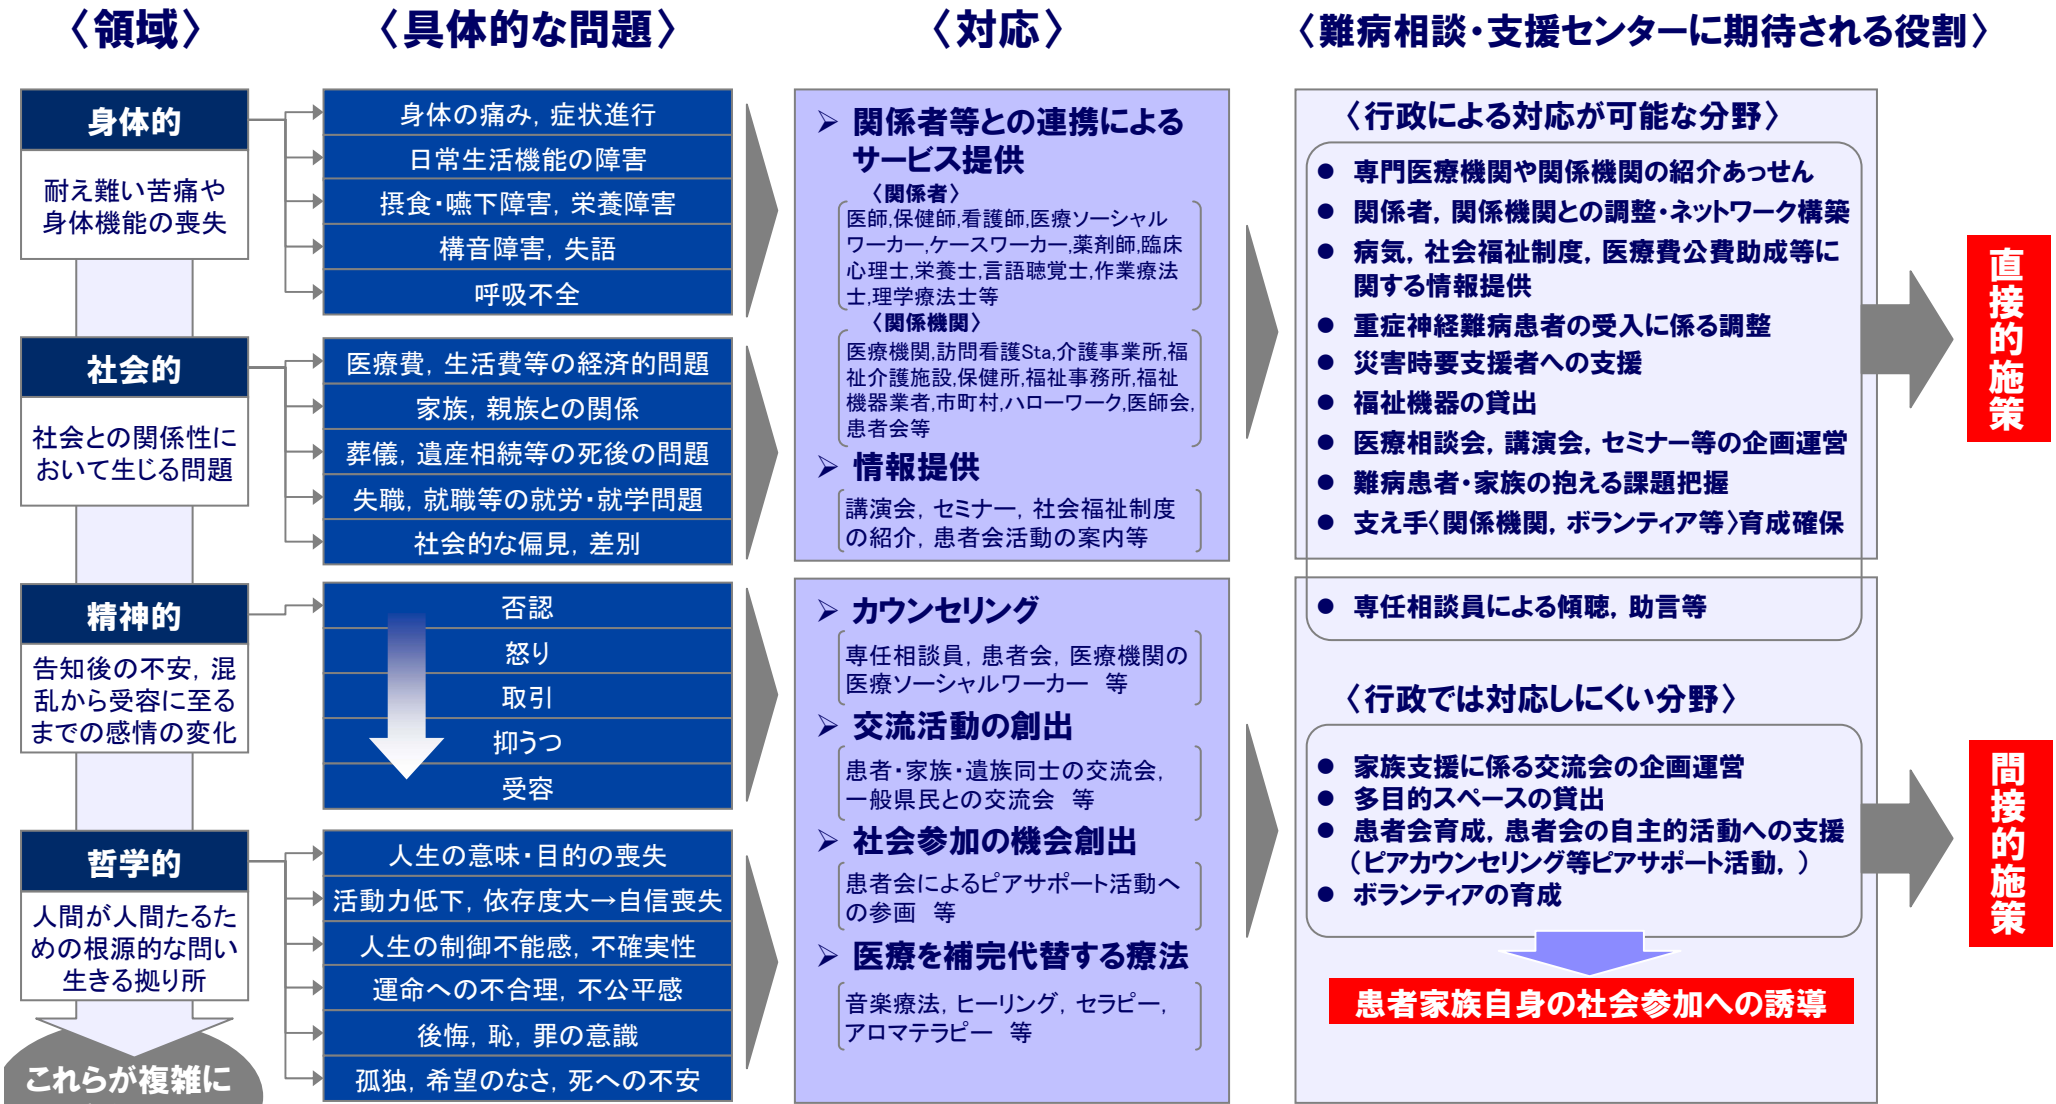 〈領域〉
〈具体的な問題〉
〈対応〉
〈難病相談・支援センターに期待される役割〉
身体的
耐え難い苦痛や
身体機能の喪失
身体の痛み，症状進行
日常生活機能の障害
摂食・嚥下障害，栄養障害
構音障害，失語
呼吸不全
社会的
社会との関係性に
おいて生じる問題
医療費，生活費等の経済的問題
家族，親族との関係
葬儀，遺産相続等の死後の問題
失職，就職等の就労・就学問題
社会的な偏見，差別
精神的
告知後の不安，混
乱から受容に至る
までの感情の変化
否認
怒り
取引
抑うつ
受容
哲学的
人間が人間たるた
めの根源的な問い
生きる拠り所
人生の意味・目的の喪失
活動力低下，依存度大→自信喪失
人生の制御不能感，不確実性
運命への不合理，不公平感
後悔，恥，罪の意識
孤独，希望のなさ，死への不安
これらが複雑に
➢ 関係者等との連携による
サービス提供
〈関係者〉
医師,保健師,看護師,医療ソーシャル
ワーカー,ケースワーカー,薬剤師,臨床
心理士,栄養士,言語聴覚士,作業療法
士,理学療法士等
〈関係機関〉
医療機関,訪問看護Sta,介護事業所,福
祉介護施設,保健所,福祉事務所,福祉
機器業者,市町村,ハローワーク,医師会,
患者会等
➢ 情報提供
講演会，セミナー，社会福祉制度
の紹介，患者会活動の案内等
➢ カウンセリング
専任相談員，患者会，医療機関の
医療ソーシャルワーカー　等
➢ 交流活動の創出
患者・家族・遺族同士の交流会，
一般県民との交流会　等
➢ 社会参加の機会創出
患者会によるピアサポート活動へ
の参画　等
➢ 医療を補完代替する療法
音楽療法，ヒーリング，セラピー，
アロマテラピー　等
〈行政による対応が可能な分野〉
● 専門医療機関や関係機関の紹介あっせん
● 関係者，関係機関との調整・ネットワーク構築
● 病気，社会福祉制度，医療費公費助成等に
関する情報提供
● 重症神経難病患者の受入に係る調整
● 災害時要支援者への支援
● 福祉機器の貸出
● 医療相談会，講演会，セミナー等の企画運営
● 難病患者・家族の抱える課題把握
● 支え手〈関係機関，ボランティア等〉育成確保
● 専任相談員による傾聴，助言等
〈行政では対応しにくい分野〉
● 家族支援に係る交流会の企画運営
● 多目的スペースの貸出
● 患者会育成，患者会の自主的活動への支援
（ピアカウンセリング等ピアサポート活動，）
● ボランティアの育成
患者家族自身の社会参加への誘導
直接的施策
間接的施策